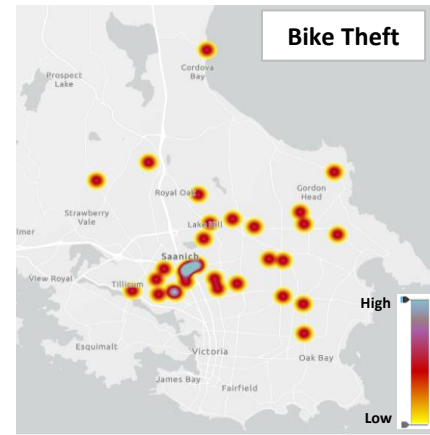 Bike Theft
Cordova
Bay
Prospect
Lake
Gordon
Head
Royal Oak
Strawberry
Vale
Lake Hill
Saanich
View Royal
Tillicum
High
Esquimalt
Victoria
Oak Bay
James Bay
Fairfield
Low